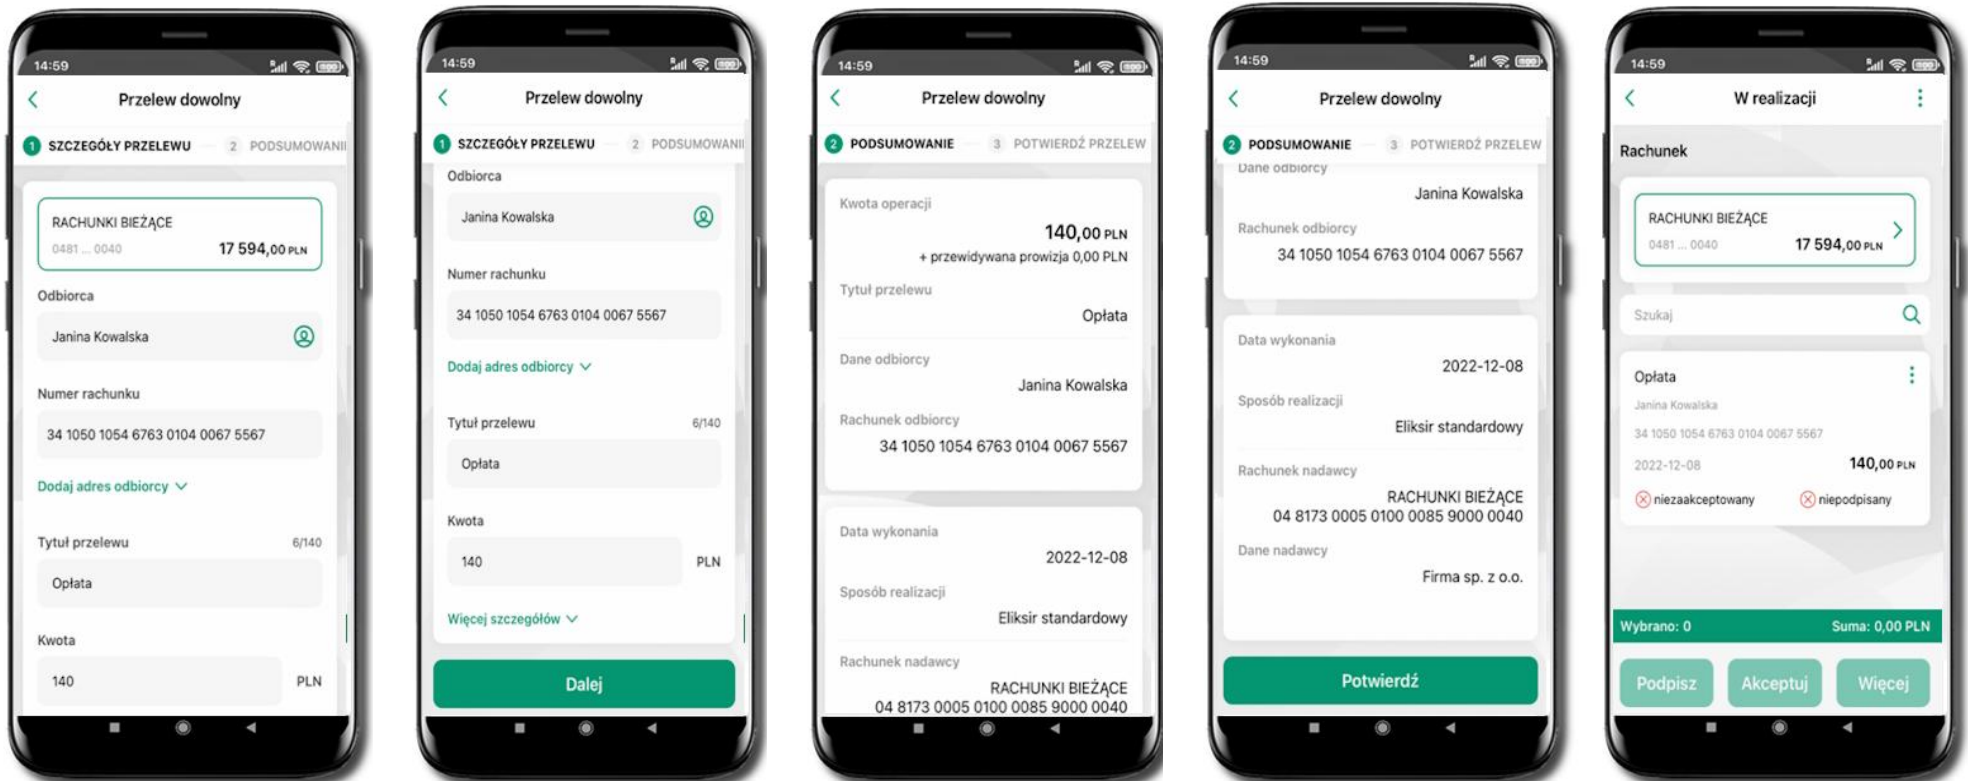 14:59
Przelew dowolny
1 SZCZEGÓŁY PRZELEWU 2 PODSUMOWANI
RACHUNKI BIEŻĄCE
0481 ... 0040 17 594,00 PLN
Odbiorca
Janina Kowalska
Numer rachunku
34 1050 1054 6763 0104 0067 5567
Dodaj adres odbiorcy
Tytuł przelewu 6/140
Opłata
Kwota
140 PLN
14:59
Przelew dowolny
1 SZCZEGÓŁY PRZELEWU 2 PODSUMOWANI
Odbiorca
Janina Kowalska
Numer rachunku
34 1050 1054 6763 0104 0067 5567
Dodaj adres odbiorcy
Tytuł przelewu 6/140
Opłata
Kwota
140 PLN
Więcej szczegółów
Dalej
14:59
Przelew dowolny
2 PODSUMOWANIE 3 POTWIERDŹ PRZELEW
Kwota operacji
140,00 PLN
+ przewidywana prowizja 0,00 PLN
Tytuł przelewu
Opłata
Dane odbiorcy
Janina Kowalska
Rachunek odbiorcy
34 1050 1054 6763 0104 0067 5567
Data wykonania
2022-12-08
Sposób realizacji
Eliksir standardowy
Rachunek nadawcy
RACHUNKI BIEŻĄCE
04 8173 0005 0100 0085 9000 0040
14:59
Przelew dowolny
2 PODSUMOWANIE 3 POTWIERDŹ PRZELEW
Dane odbiorcy
Janina Kowalska
Rachunek odbiorcy
34 1050 1054 6763 0104 0067 5567
Data wykonania
2022-12-08
Sposób realizacji
Eliksir standardowy
Rachunek nadawcy
RACHUNKI BIEŻĄCE
04 8173 0005 0100 0085 9000 0040
Dane nadawcy
Firma sp. z o.o.
Potwierdź
14:59
W realizacji
Rachunek
RACHUNKI BIEŻĄCE
0481 ... 0040 17 594,00 PLN
Szukaj
Opłata
Janina Kowalska
34 1050 1054 6763 0104 0067 5567
2022-12-08 140,00 PLN
niezaakceptowany niepodpisany
Wybrano: 0 Suma: 0,00 PLN
Podpisz Akceptuj Więcej